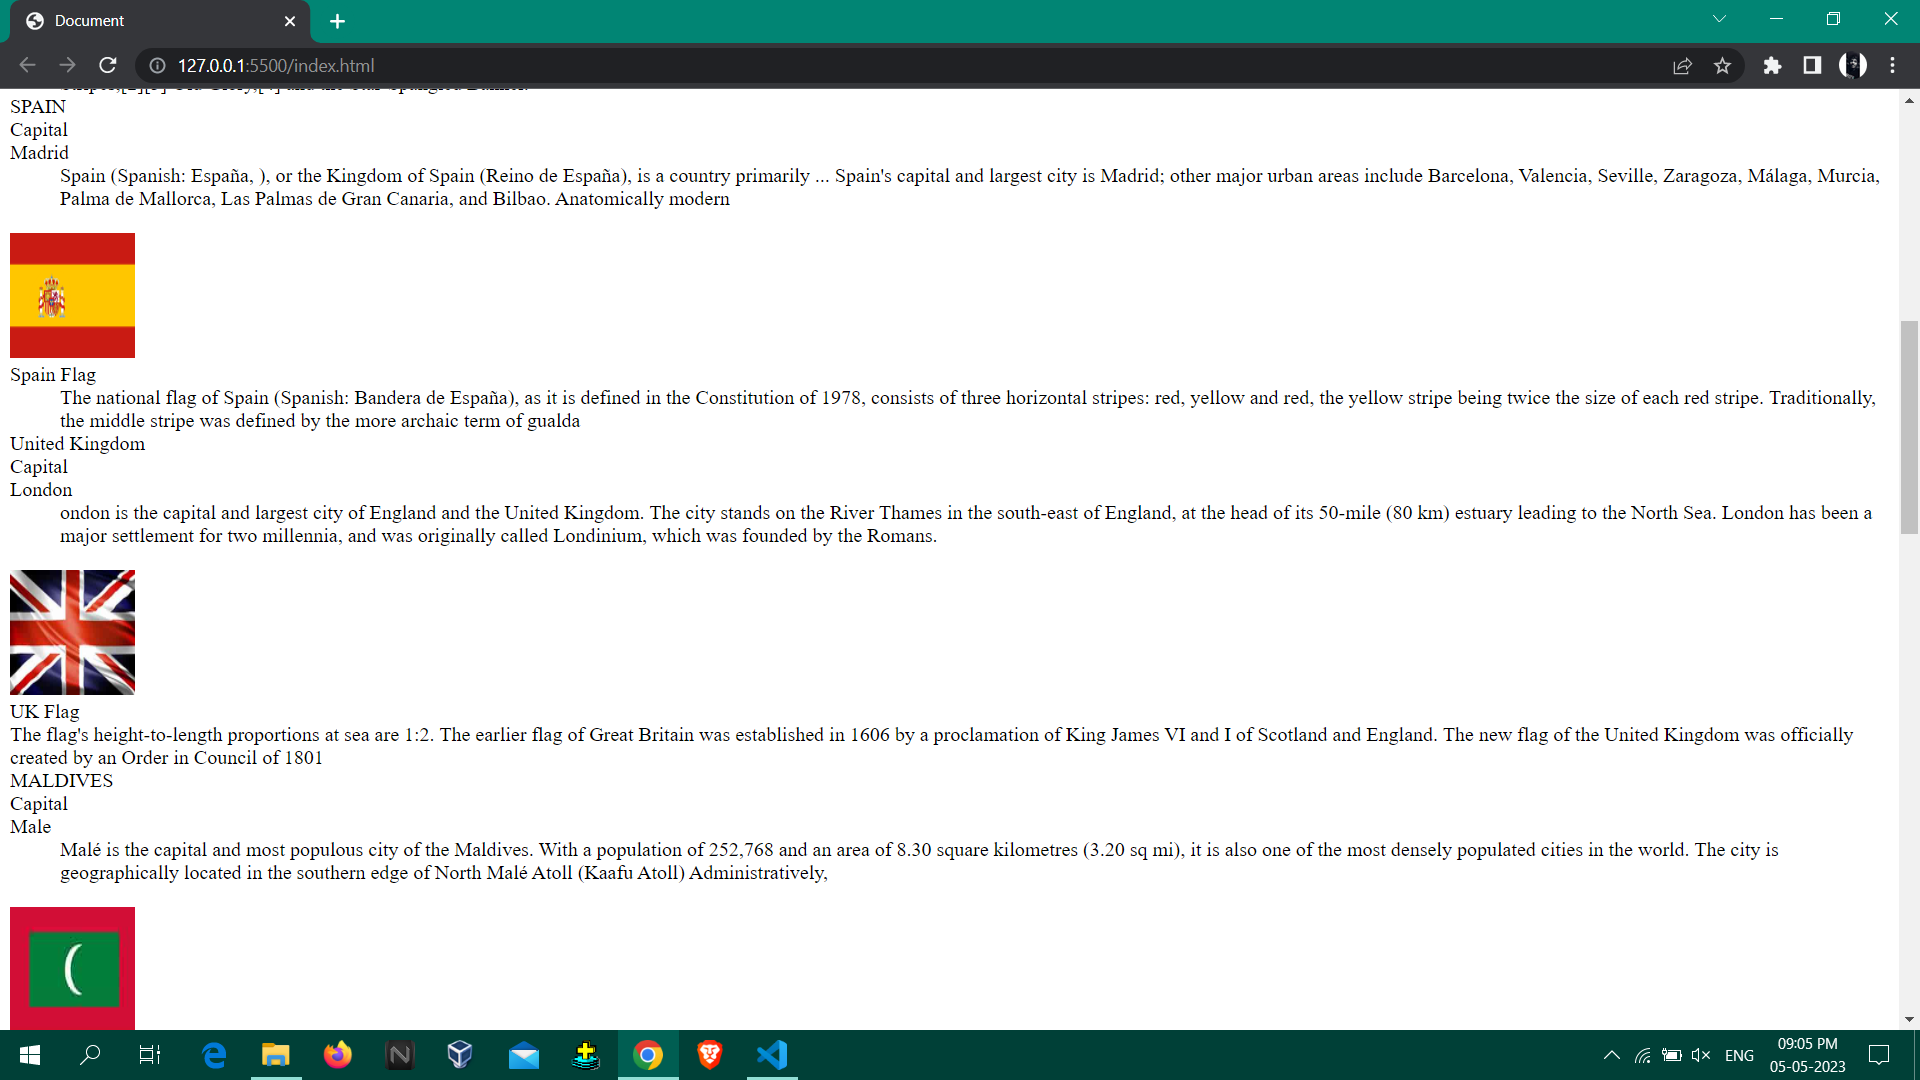 Document
127.0.0.1:5500/index.html
SPAIN
Capital
Madrid
Spain (Spanish: España, ), or the Kingdom of Spain (Reino de España), is a country primarily ... Spain's capital and largest city is Madrid; other major urban areas include Barcelona, Valencia, Seville, Zaragoza, Málaga, Murcia,
Palma de Mallorca, Las Palmas de Gran Canaria, and Bilbao. Anatomically modern
Spain Flag
The national flag of Spain (Spanish: Bandera de España), as it is defined in the Constitution of 1978, consists of three horizontal stripes: red, yellow and red, the yellow stripe being twice the size of each red stripe. Traditionally,
the middle stripe was defined by the more archaic term of gualda
United Kingdom
Capital
London
ondon is the capital and largest city of England and the United Kingdom. The city stands on the River Thames in the south-east of England, at the head of its 50-mile (80 km) estuary leading to the North Sea. London has been a
major settlement for two millennia, and was originally called Londinium, which was founded by the Romans.
UK Flag
The flag's height-to-length proportions at sea are 1:2. The earlier flag of Great Britain was established in 1606 by a proclamation of King James VI and I of Scotland and England. The new flag of the United Kingdom was officially
created by an Order in Council of 1801
MALDIVES
Capital
Male
Malé is the capital and most populous city of the Maldives. With a population of 252,768 and an area of 8.30 square kilometres (3.20 sq mi), it is also one of the most densely populated cities in the world. The city is
geographically located in the southern edge of North Malé Atoll (Kaafu Atoll) Administratively,
ENG
09:05 PM
05-05-2023